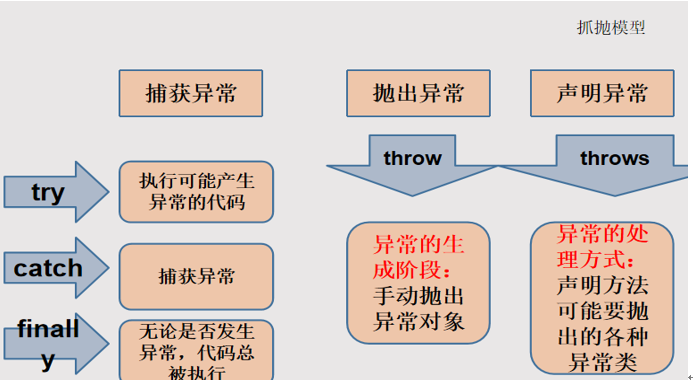 抓抛模型
捕获异常
抛出异常
声明异常
try
执行可能产生
异常的代码
catch
捕获异常
finall
y
无论是否发生
异常，代码总
被执行
throw
异常的生
成阶段：
手动抛出
异常对象
throws
异常的处
理方式：
声明方法
可能要抛
出的各种
异常类